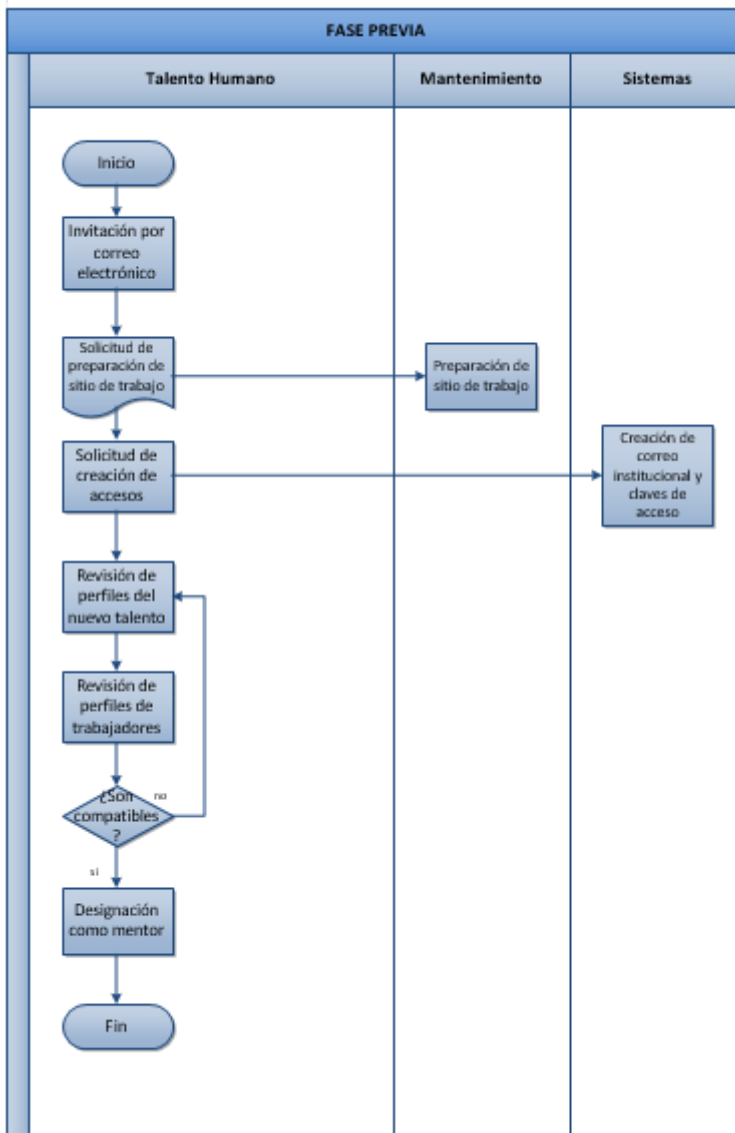 FASE PREVIA
Talento Humano
Mantenimiento
Sistemas
Inicio
Invitación por
correo
electrónico
Solicitud de
preparación de
sitio de trabajo
Preparación de
sitio de trabajo
Solicitud de
creación de
accesos
Creación de
correo
institucional y
claves de
acceso
Revisión de
perfiles del
nuevo talento
Revisión de
perfiles de
trabajadores
¿Son
compatibles
?
no
si
Designación
como mentor
Fin